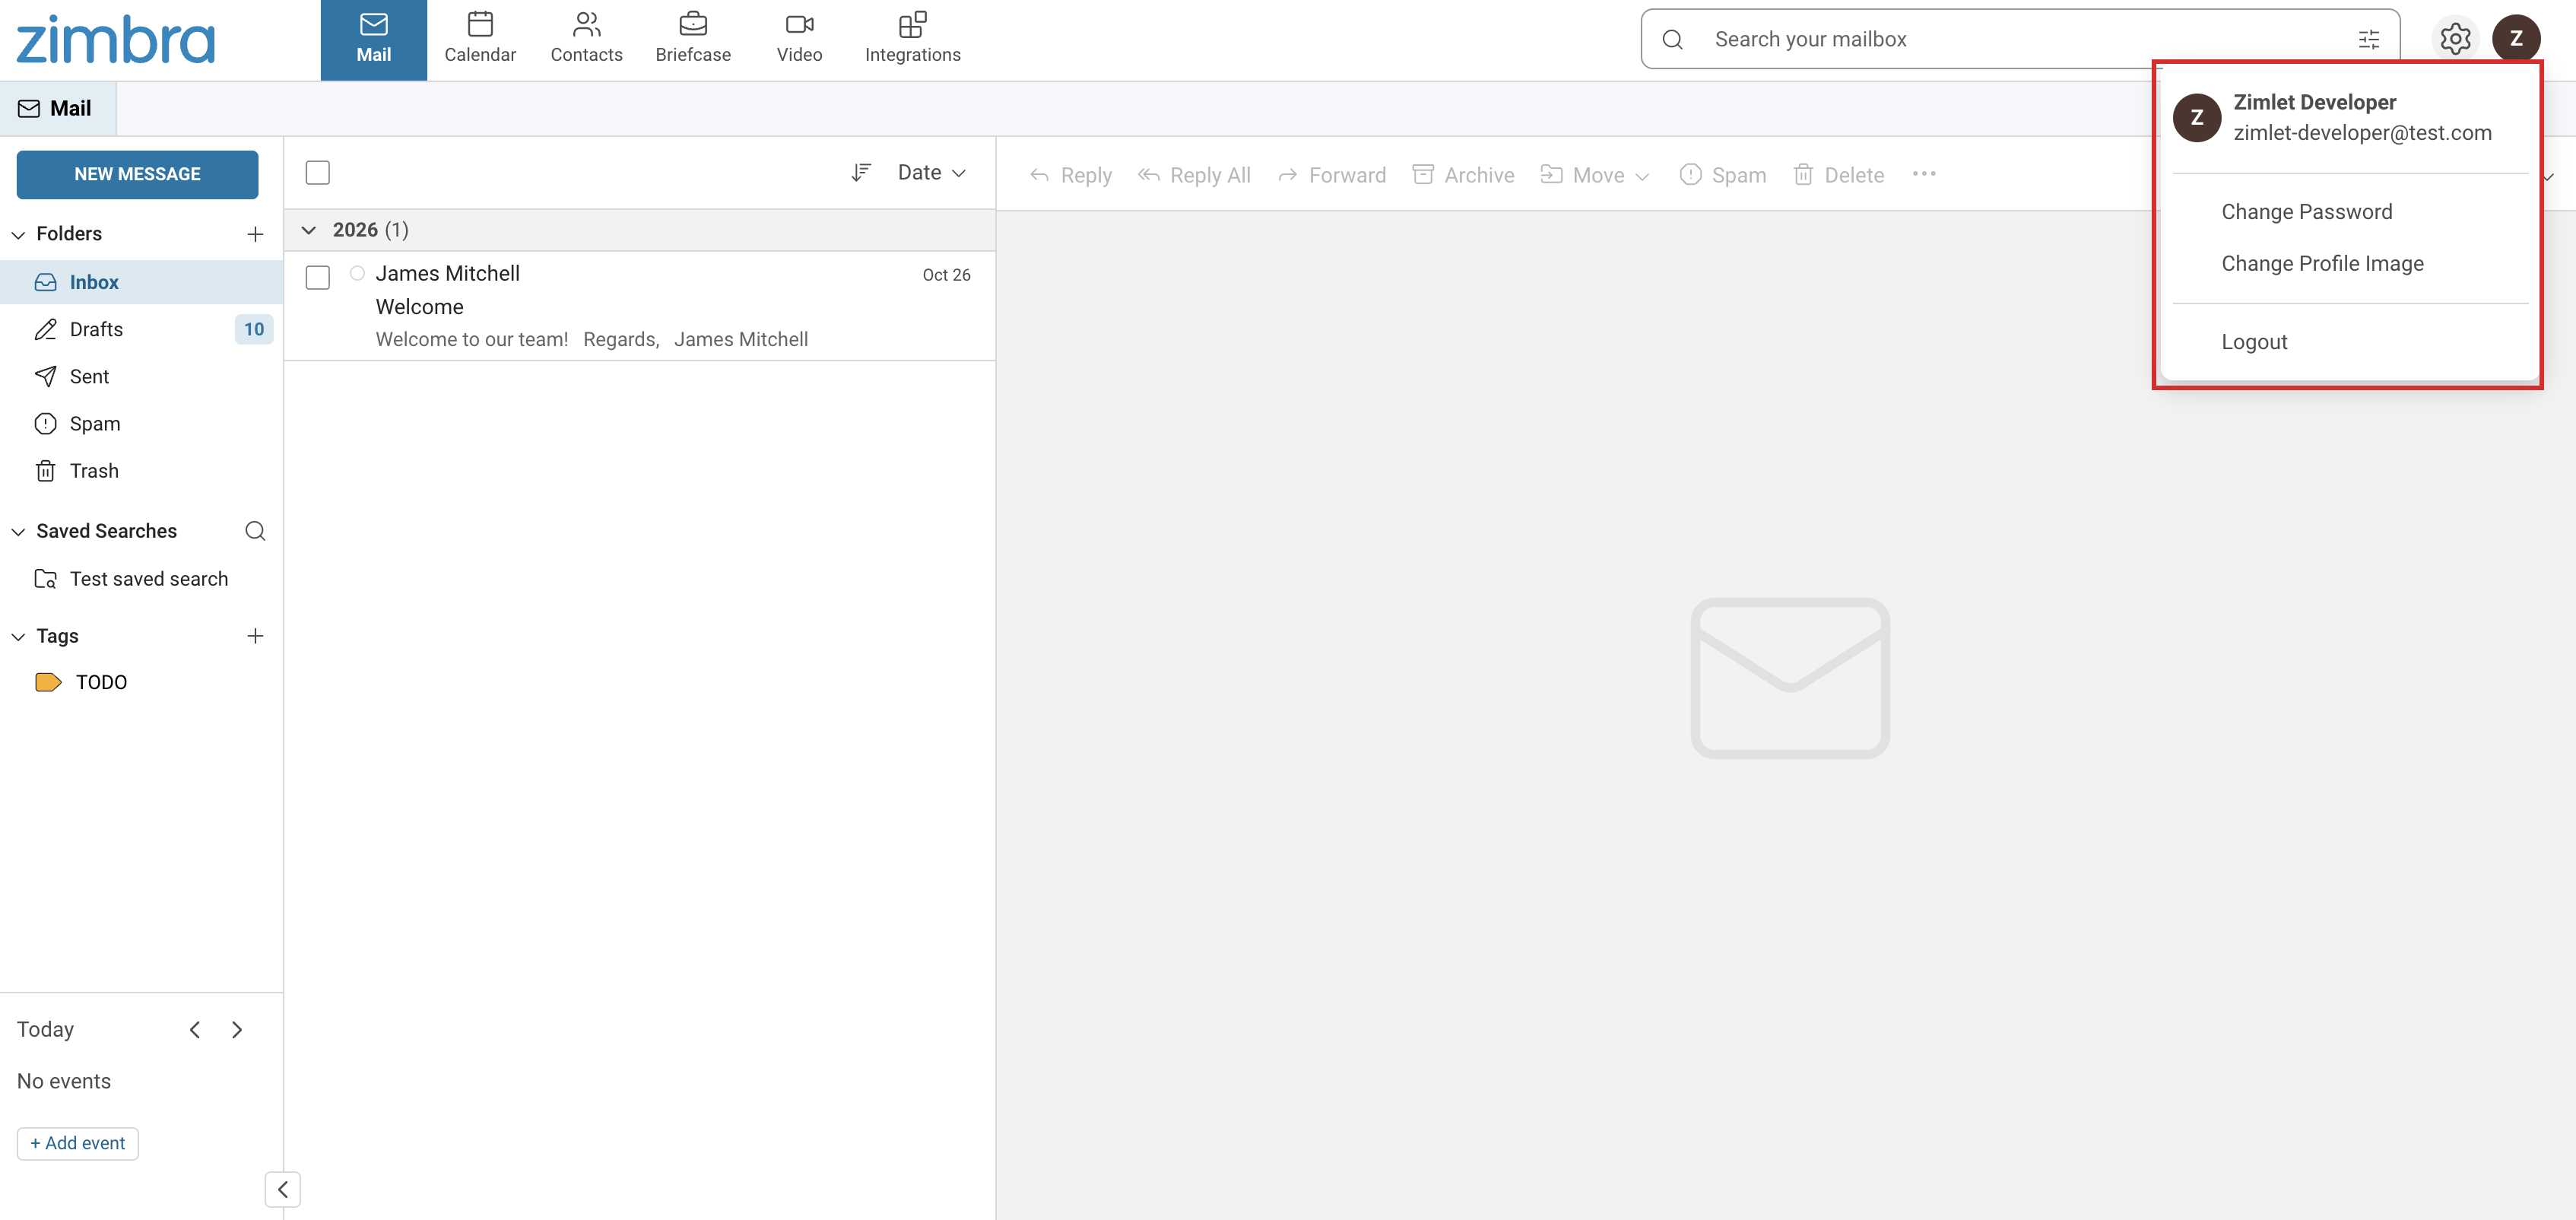 zimbra
Mail
Calendar
Contacts
Briefcase
Video
Integrations
Search your mailbox
Z
Mail
Z
Zimlet Developer
zimlet-developer@test.com
Change Password
Change Profile Image
Logout
NEW MESSAGE
Folders
Inbox
Drafts 10
Sent
Spam
Trash
Saved Searches
Test saved search
Tags
TODO
Today
No events
+ Add event
Date
2026 (1)
James Mitchell Oct 26
Welcome
Welcome to our team! Regards, James Mitchell
Reply Reply All Forward Archive Move Spam Delete